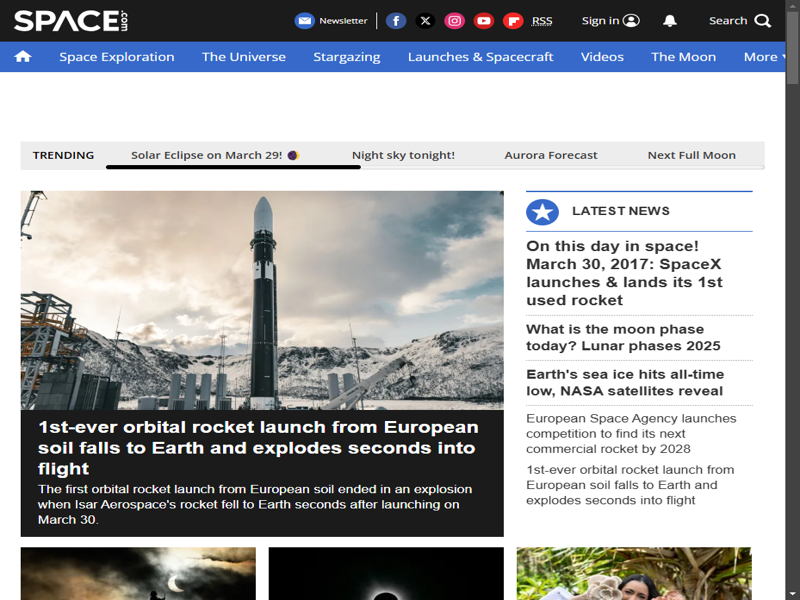 SPACE.com
Newsletter
RSS
Sign in
Search
Space Exploration
The Universe
Stargazing
Launches & Spacecraft
Videos
The Moon
More
TRENDING
Solar Eclipse on March 29!
Night sky tonight!
Aurora Forecast
Next Full Moon
1st-ever orbital rocket launch from European
soil falls to Earth and explodes seconds into
flight
The first orbital rocket launch from European soil ended in an explosion
when Isar Aerospace's rocket fell to Earth seconds after launching on
March 30.
LATEST NEWS
On this day in space!
March 30, 2017: SpaceX
launches & lands its 1st
used rocket
What is the moon phase
today? Lunar phases 2025
Earth's sea ice hits all-time
low, NASA satellites reveal
European Space Agency launches
competition to find its next
commercial rocket by 2028
1st-ever orbital rocket launch from
European soil falls to Earth and
explodes seconds into flight